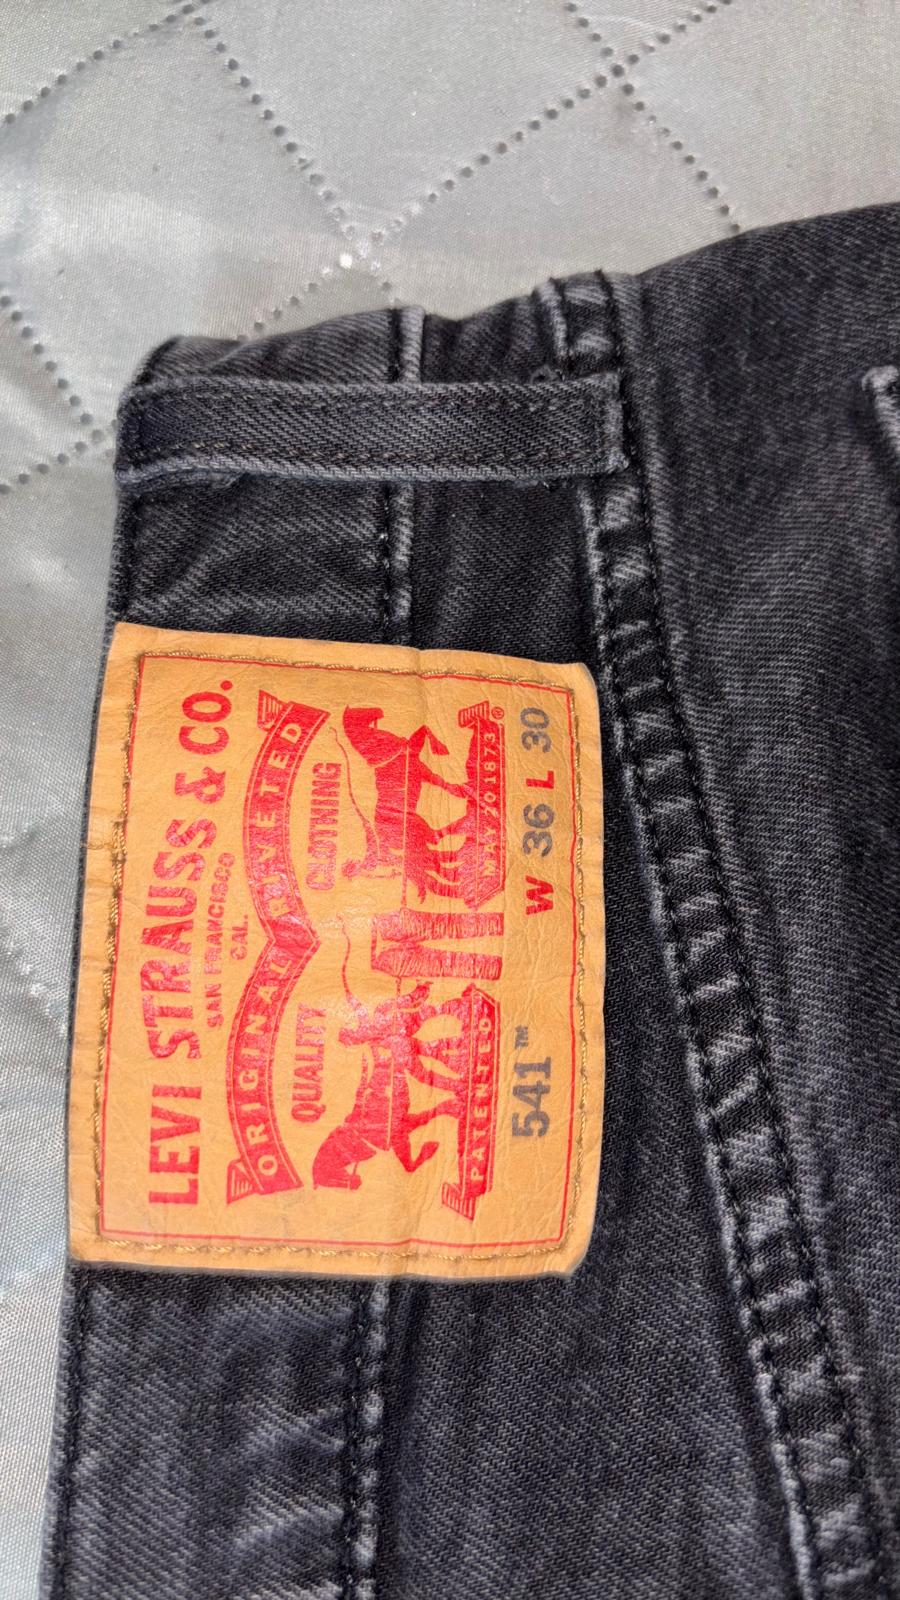 LEVI STRAUSS & CO.
SAN FRANCISCO
CAL.
ORIGINAL RIVETED
QUALITY CLOTHING
PATENTED MAY 20 1873 ®
541™ W 36 L 30